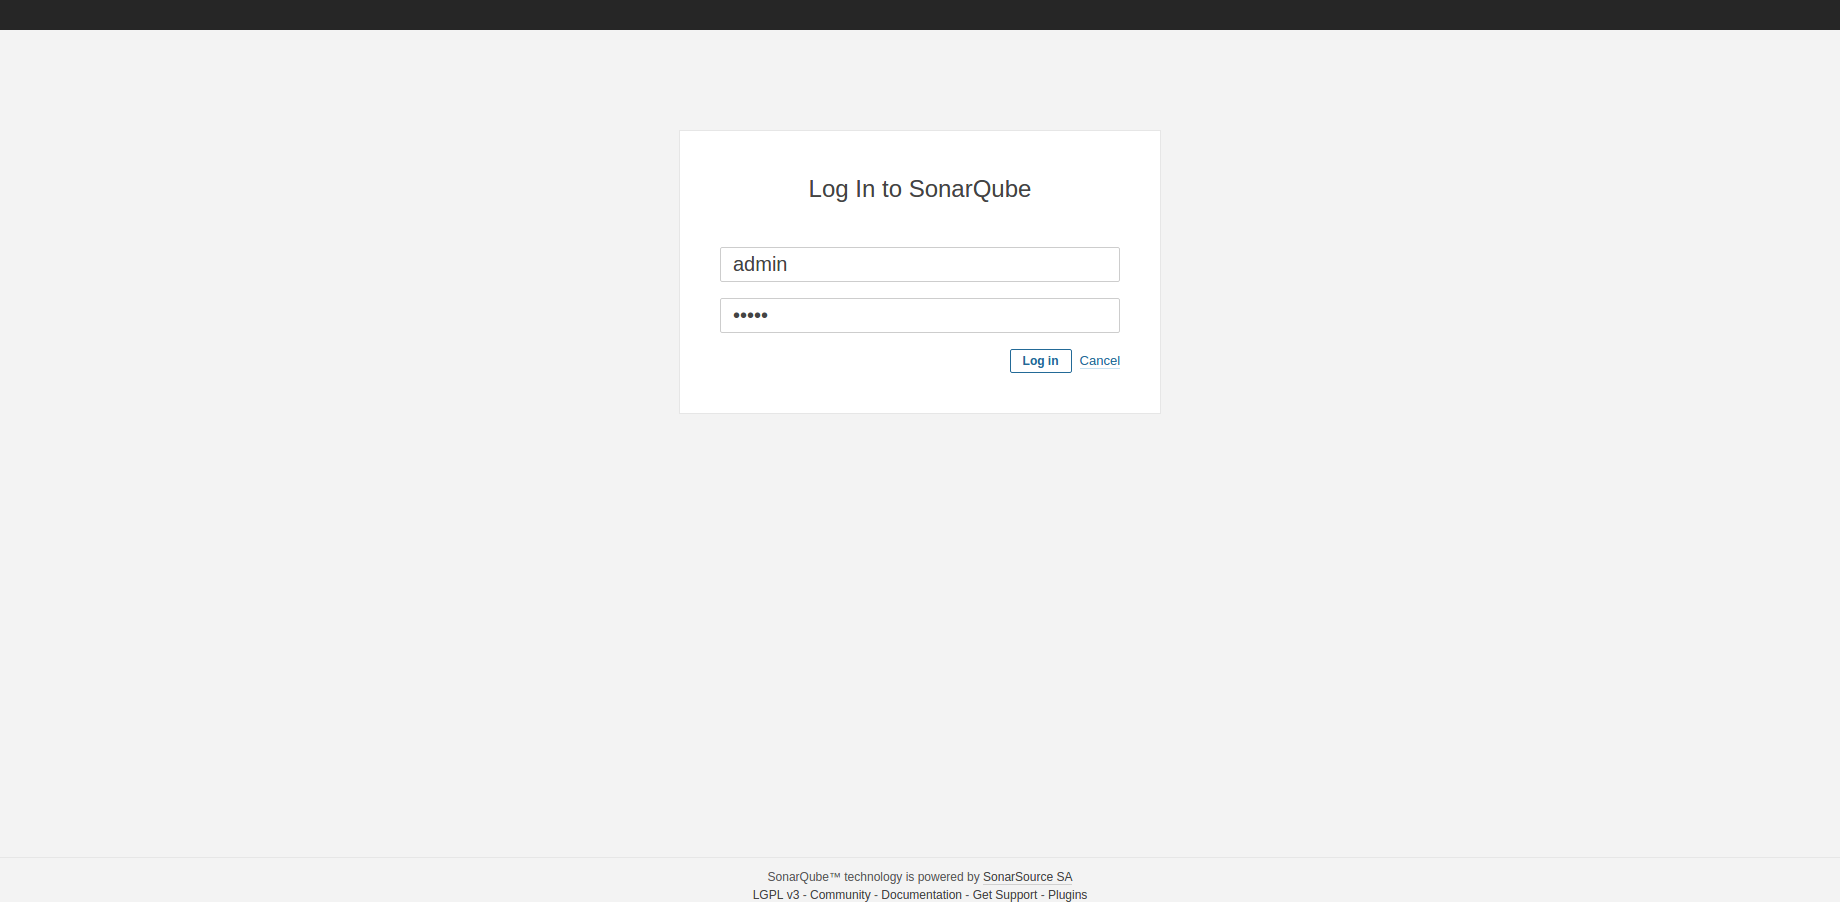 Log In to SonarQube
admin
•••••
Log in Cancel
SonarQube™ technology is powered by SonarSource SA
LGPL v3 - Community - Documentation - Get Support - Plugins